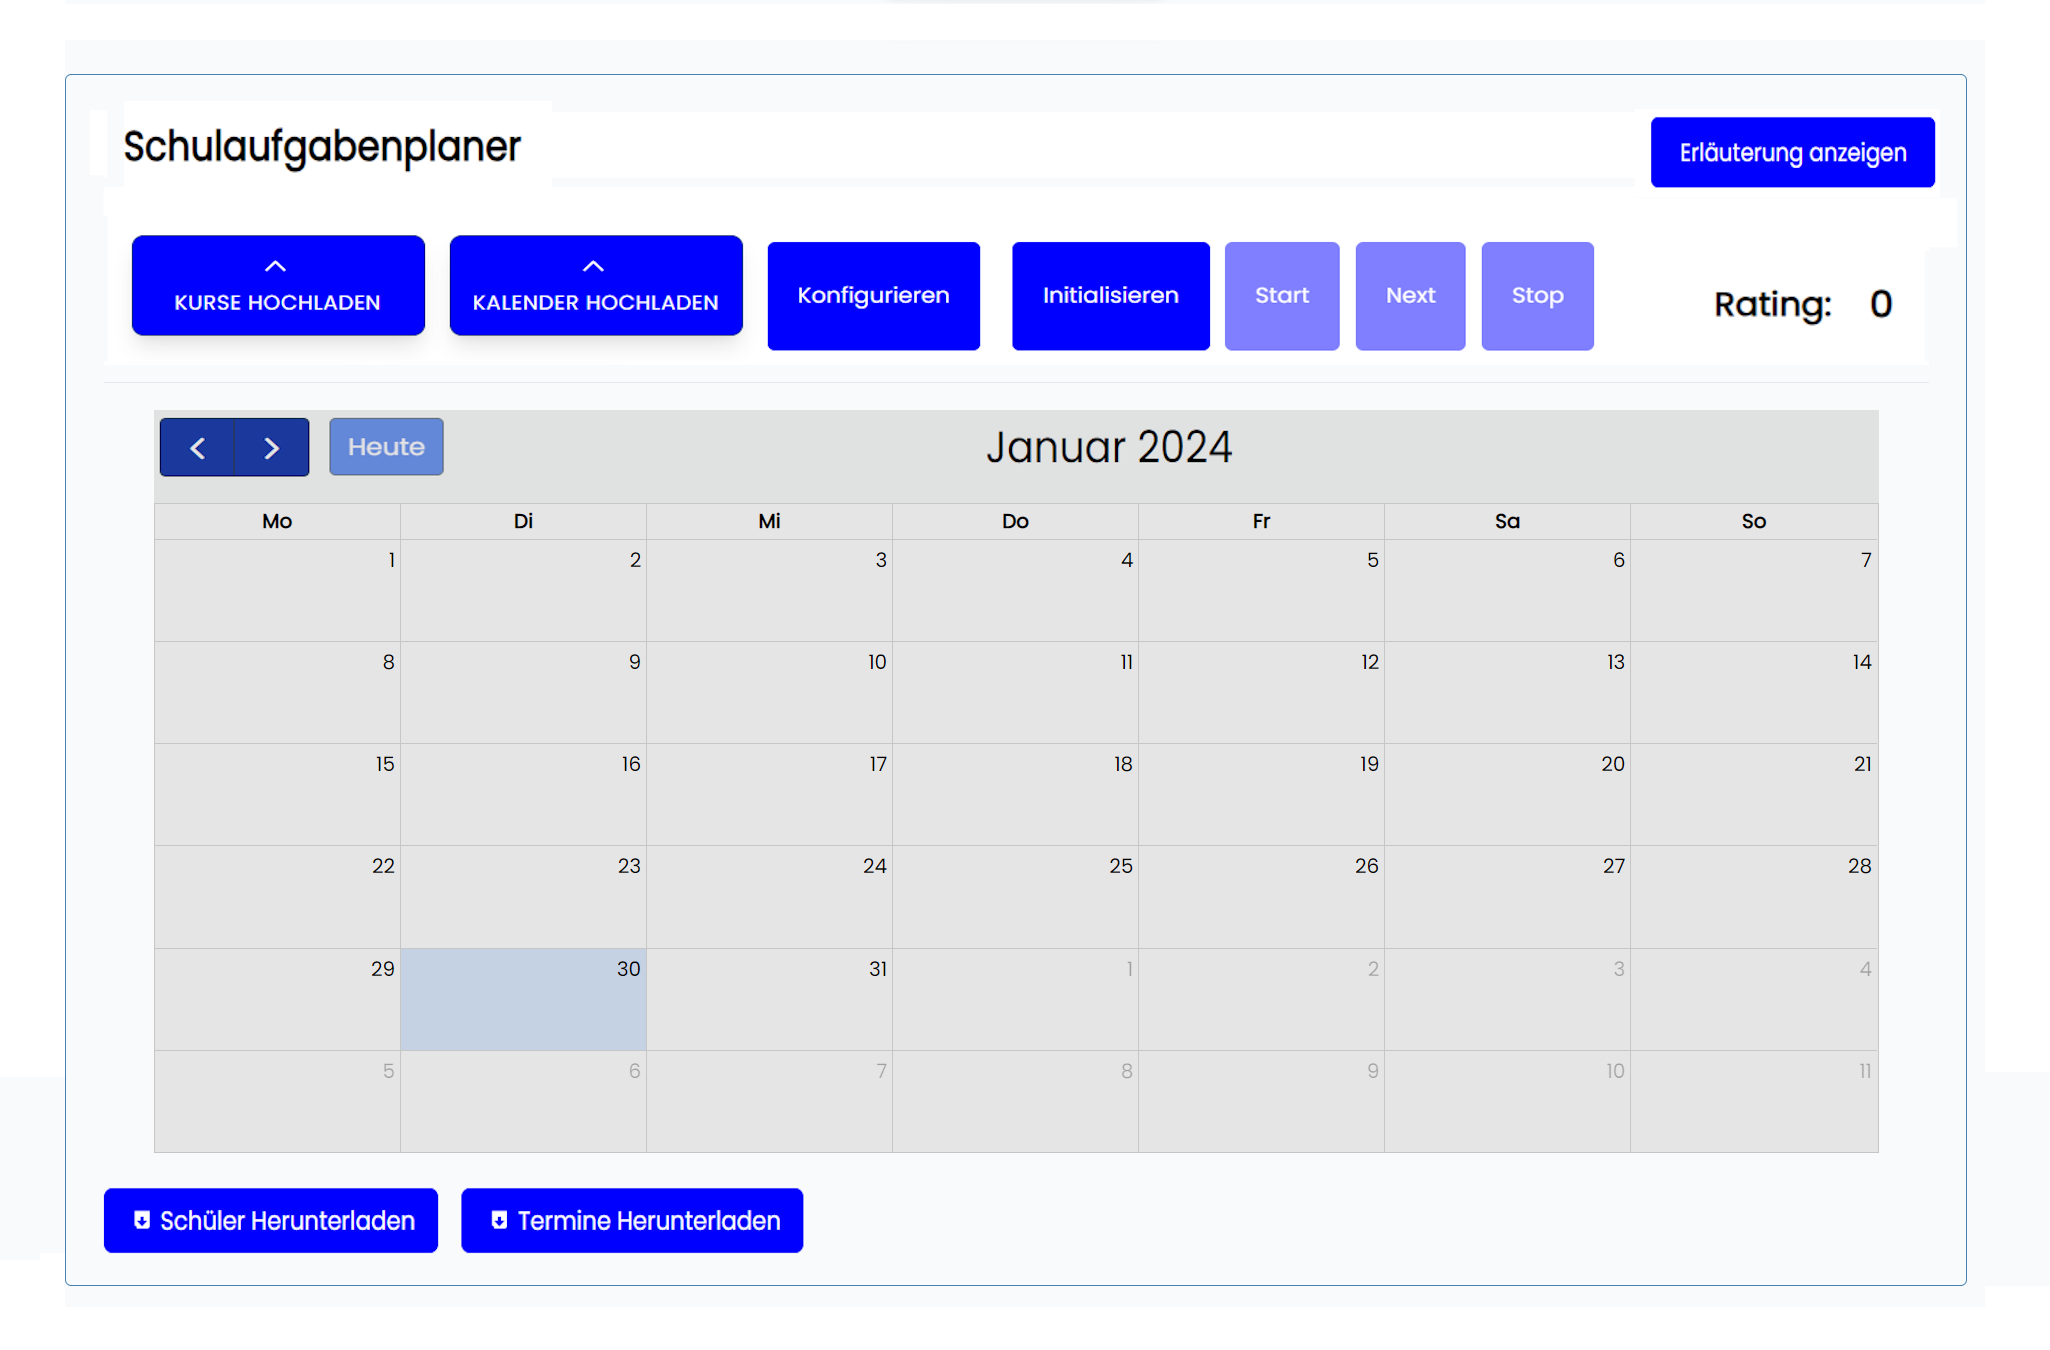 Schulaufgabenplaner
Erläuterung anzeigen
KURSE HOCHLADEN
KALENDER HOCHLADEN
Konfigurieren
Initialisieren
Start
Next
Stop
Rating: 0
Heute
Januar 2024
Mo Di Mi Do Fr Sa So
1 2 3 4 5 6 7
8 9 10 11 12 13 14
15 16 17 18 19 20 21
22 23 24 25 26 27 28
29 30 31 1 2 3 4
5 6 7 8 9 10 11
Schüler Herunterladen
Termine Herunterladen